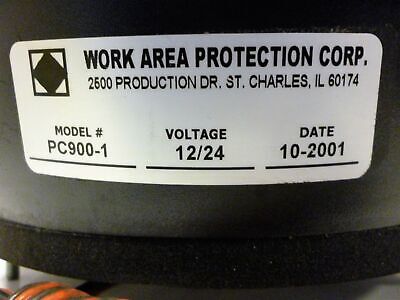 WORK AREA PROTECTION CORP.
2500 PRODUCTION DR. ST. CHARLES, IL 60174
MODEL # VOLTAGE DATE
PC900-1 12/24 10-2001